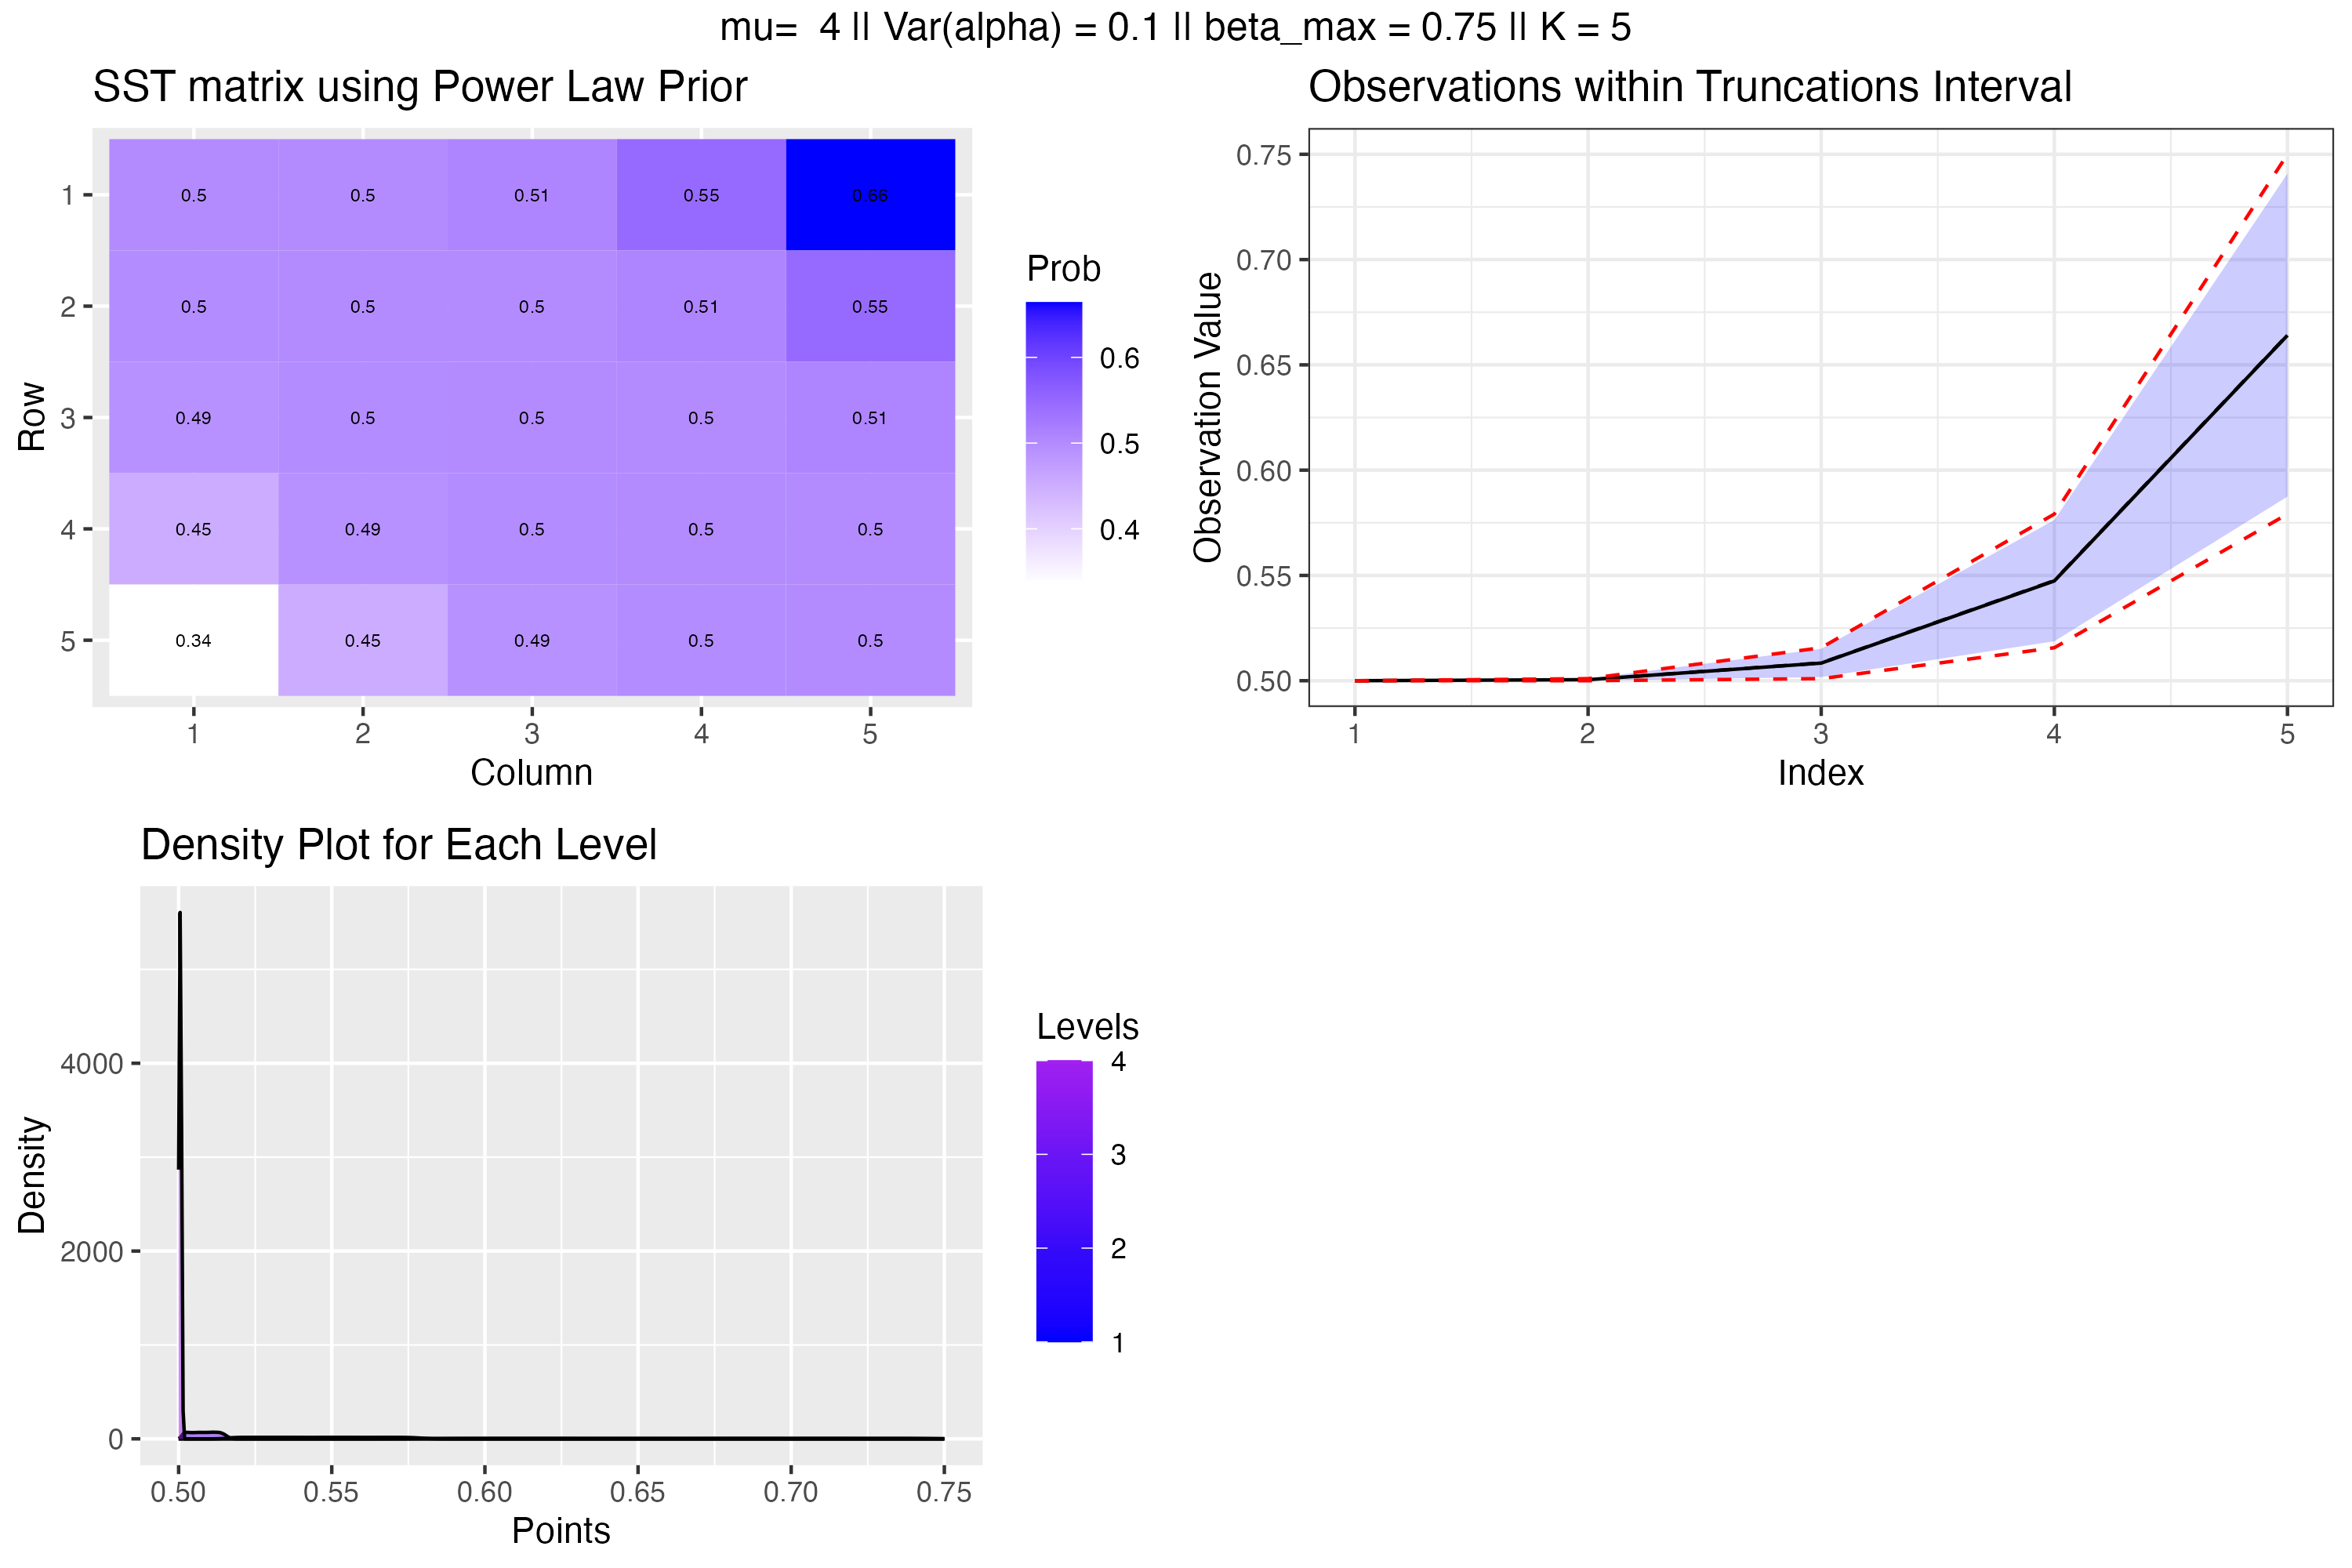 mu=  4 || Var(alpha) = 0.1 || beta_max = 0.75 || K = 5
SST matrix using Power Law Prior
Row
1 0.5 0.5 0.51 0.55 0.66
2 0.5 0.5 0.5 0.51 0.55
3 0.49 0.5 0.5 0.5 0.51
4 0.45 0.49 0.5 0.5 0.5
5 0.34 0.45 0.49 0.5 0.5
1 2 3 4 5
Column
Prob
0.6
0.5
0.4
Observations within Truncations Interval
Observation Value
0.75
0.70
0.65
0.60
0.55
0.50
1 2 3 4 5
Index
Density Plot for Each Level
Density
4000
2000
0
0.50 0.55 0.60 0.65 0.70 0.75
Points
Levels
4
3
2
1